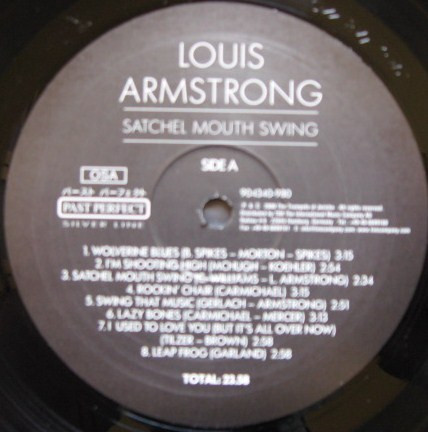 LOUIS
ARMSTRONG
SATCHEL MOUTH SWING
SIDE A
OSA
パースト パーフェクト
PAST PERFECT
SILVER LINE
1. WOLVERINE BLUES (B. SPIKES – MORTON – SPIKES) 3:15
2. I'M SHOOTING HIGH (MCHUGH – KOEHLER) 2:54
3. SATCHEL MOUTH SWING WILLIAMS – L. ARMSTRONG) 2:34
4. ROCKIN' CHAIR (CARMICHAEL) 3:15
5. SWING THAT MUSIC (GERLACH – ARMSTRONG) 2:51
6. LAZY BONES (CARMICHAEL – MERCER) 3:13
7. I USED TO LOVE YOU (BUT IT'S ALL OVER NOW)
(TILZER – BROWN) 2:58
8. LEAP FROG (GARLAND) 2:58
TOTAL: 23.58